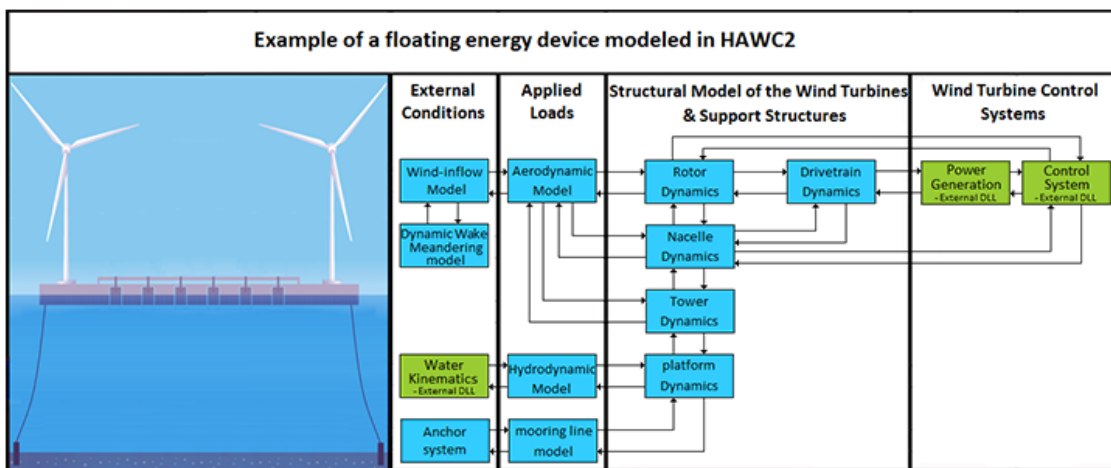 Example of a floating energy device modeled in HAWC2
External
Conditions
Applied
Loads
Structural Model of the Wind Turbines
& Support Structures
Wind Turbine Control
Systems
Wind-inflow
Model
Aerodynamic
Model
Rotor
Dynamics
Drivetrain
Dynamics
Power
Generation
- External DLL
Control
System
- External DLL
Dynamic Wake
Meandering
model
Nacelle
Dynamics
Tower
Dynamics
Water
Kinematics
- External DLL
Hydrodynamic
Model
platform
Dynamics
Anchor
system
mooring line
model